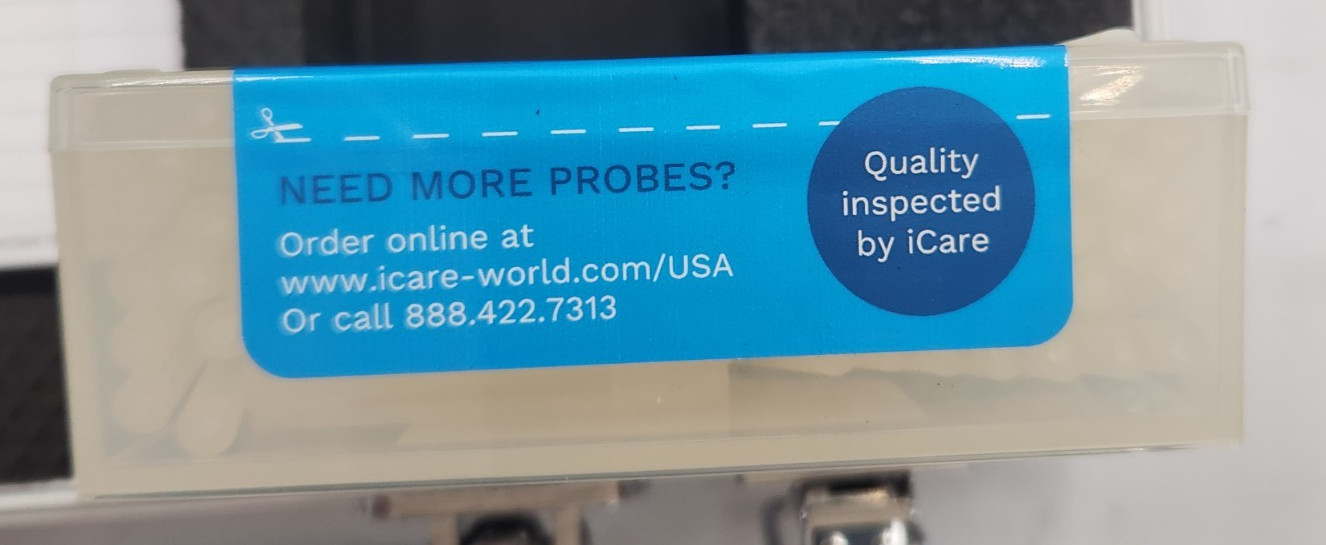 NEED MORE PROBES?
Order online at
www.icare-world.com/USA
Or call 888.422.7313
Quality
inspected
by iCare